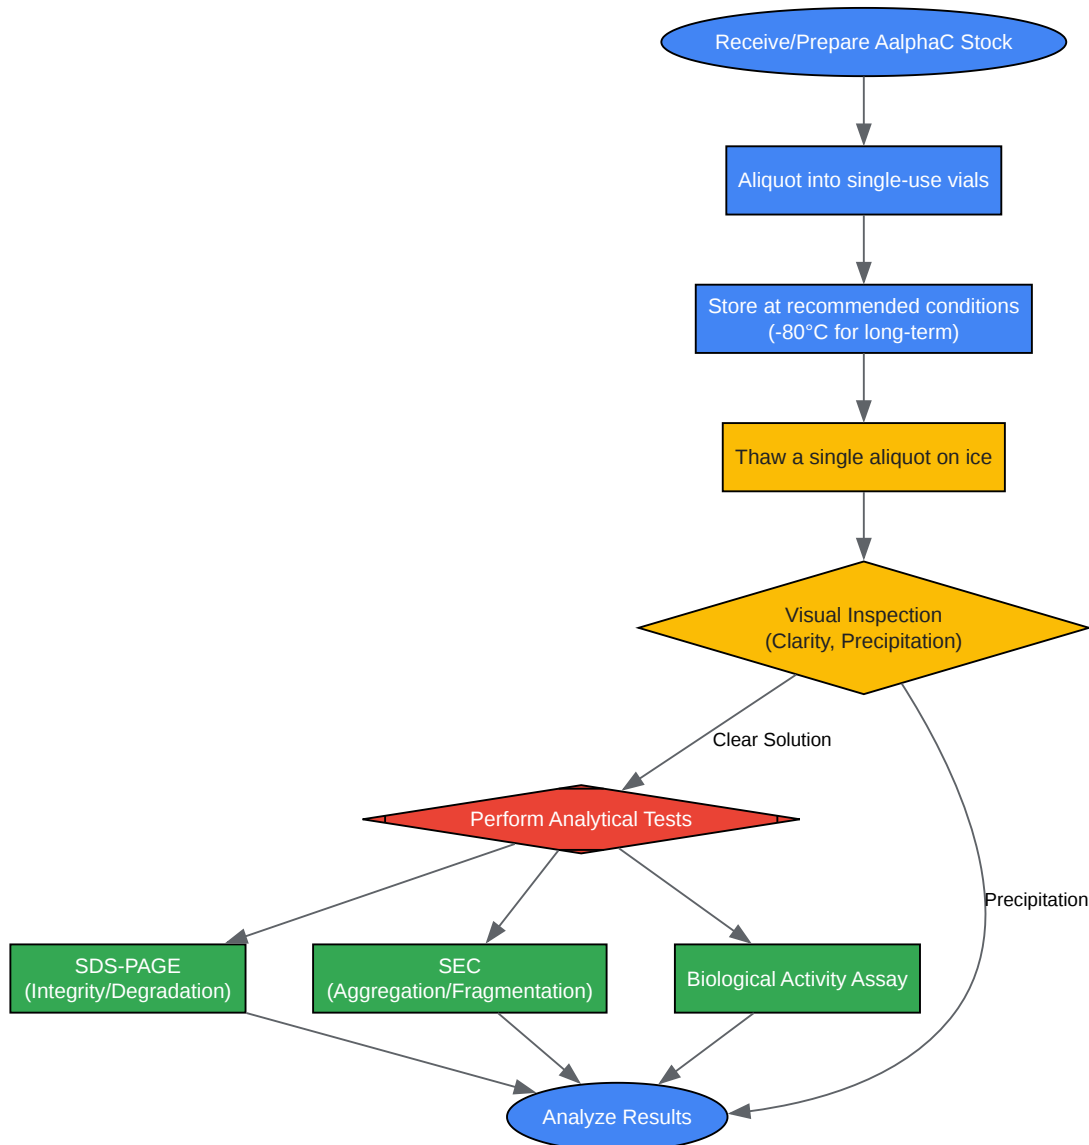 Receive/Prepare AalphaC Stock
Aliquot into single-use vials
Store at recommended conditions
(-80°C for long-term)
Thaw a single aliquot on ice
Visual Inspection
(Clarity, Precipitation)
Clear Solution
Perform Analytical Tests
Precipitation
SDS-PAGE
(Integrity/Degradation)
SEC
(Aggregation/Fragmentation)
Biological Activity Assay
Analyze Results